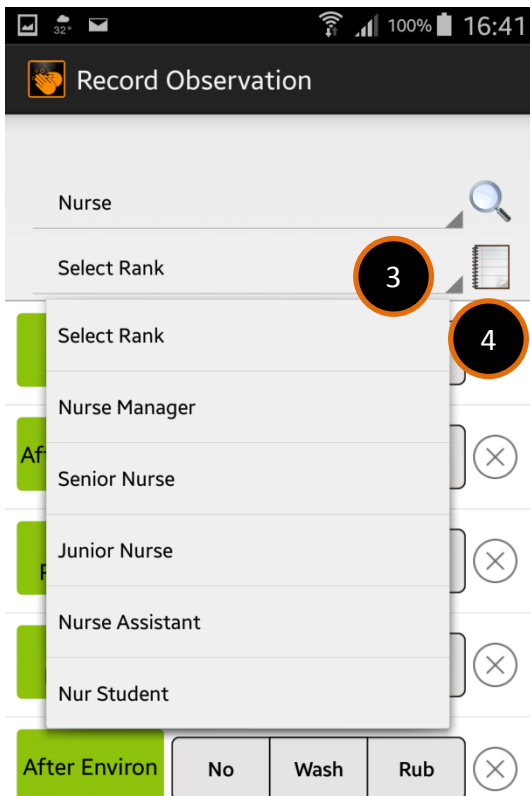 32° 100% 16:41
Record Observation
Nurse
Select Rank
3
Select Rank
4
Nurse Manager
Af
Senior Nurse
Junior Nurse
Nurse Assistant
Nur Student
After Environ No Wash Rub